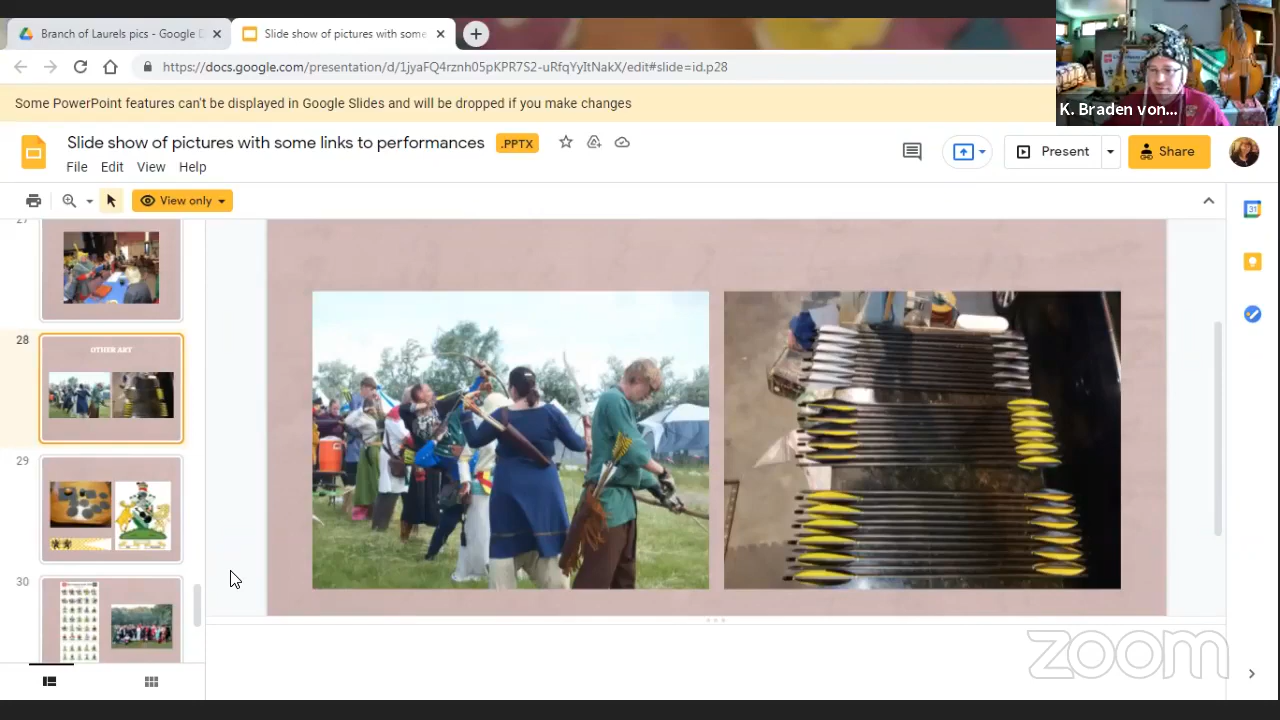 Branch of Laurels pics - Google D
Slide show of pictures with some
https://docs.google.com/presentation/d/1jyaFQ4rznh05pKPR7S2-uRfqYyItNakX/edit#slide=id.p28
Some PowerPoint features can't be displayed in Google Slides and will be dropped if you make changes
K. Braden von...
Slide show of pictures with some links to performances
.PPTX
File Edit View Help
Present
Share
View only
31
27
28
OTHER ART
29
30
zoom